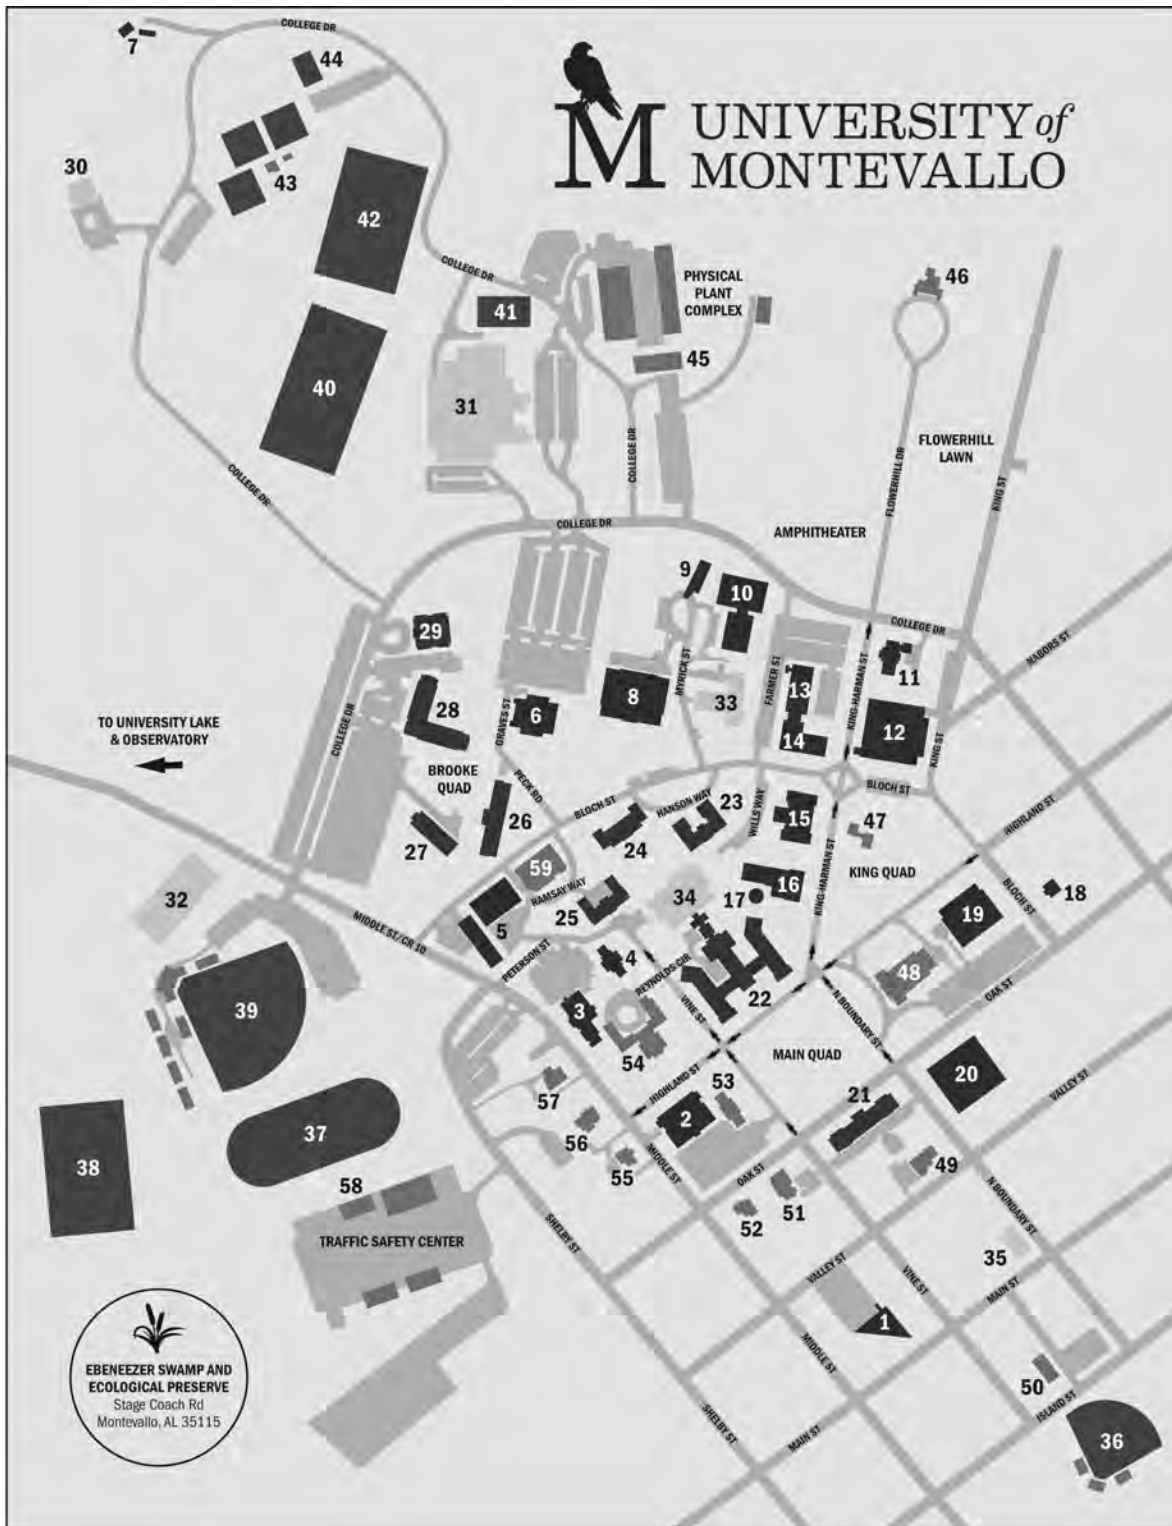 COLLEGE DR
7
44
M
UNIVERSITY of
MONTEVALLO
30
43
42
COLLEGE DR
PHYSICAL
PLANT
COMPLEX
46
41
45
40
31
COLLEGE DR
FLOWERHILL DR
FLOWERHILL
LAWN
KING ST
COLLEGE DR
COLLEGE DR
AMPHITHEATER
9
10
COLLEGE DR
NABORS ST
29
MYRICK ST
FARMER ST
KING HARMAN ST
11
28
GRAVES ST
6
8
33
13
14
12
KING ST
TO UNIVERSITY LAKE
& OBSERVATORY
COLLEGE DR
BROOKE
QUAD
PECK RD
BLOCH ST
HANSON WAY
23
WILLS WAY
BLOCH ST
HIGHLAND ST
27
26
24
15
47
59
RAMSAY WAY
KING HARMAN ST
KING QUAD
32
MIDDLE ST/CR 10
25
34
17
16
BLOCH ST
18
5
PETERSON ST
4
REYNOLDS CIR
19
48
39
3
VINE ST
22
N BOUNDARY ST
OAK ST
54
MAIN QUAD
HIGHLAND ST
53
20
VALLEY ST
57
56
2
21
37
55
MIDDLE ST
38
58
OAK ST
49
51
52
N BOUNDARY ST
TRAFFIC SAFETY CENTER
SHELBY ST
VALLEY ST
VINE ST
35
MAIN ST
1
MIDDLE ST
EBENEEZER SWAMP AND
ECOLOGICAL PRESERVE
Stage Coach Rd
Montevallo, AL 35115
50
ISLAND ST
SHELBY ST
MAIN ST
36